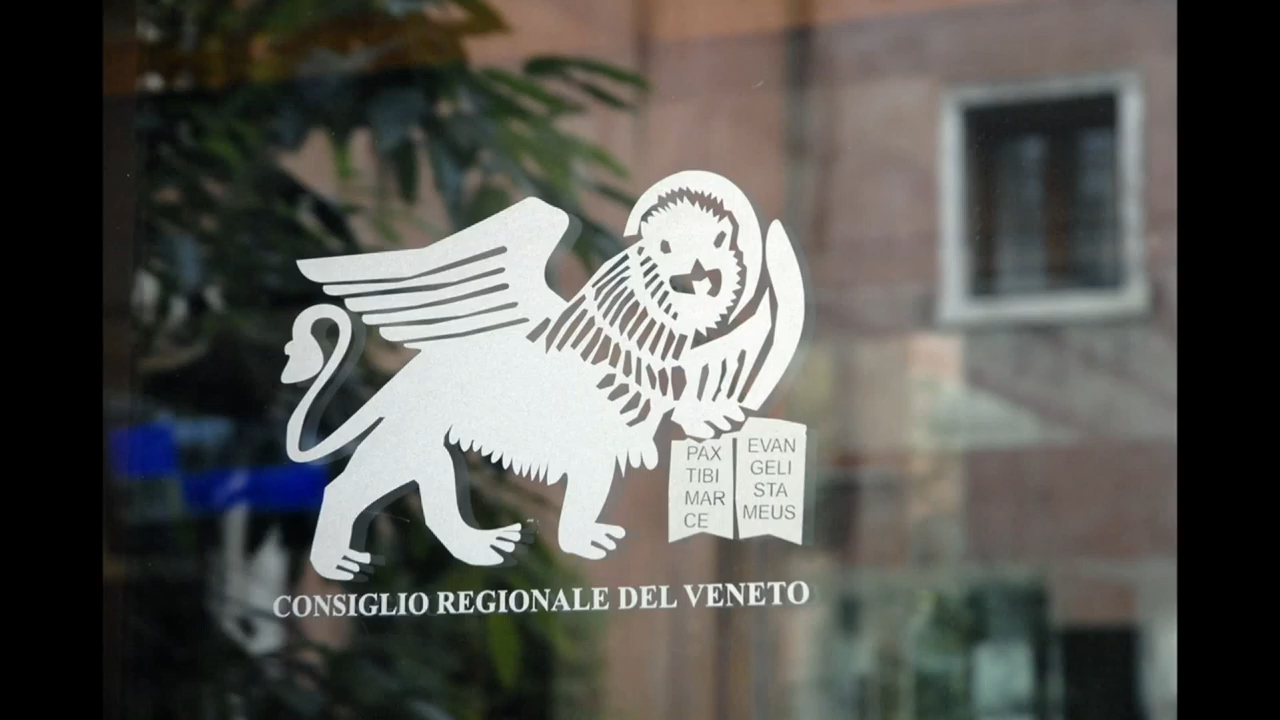 PAX
TIBI
MAR
CE
EVAN
GELI
STA
MEUS
CONSIGLIO REGIONALE DEL VENETO